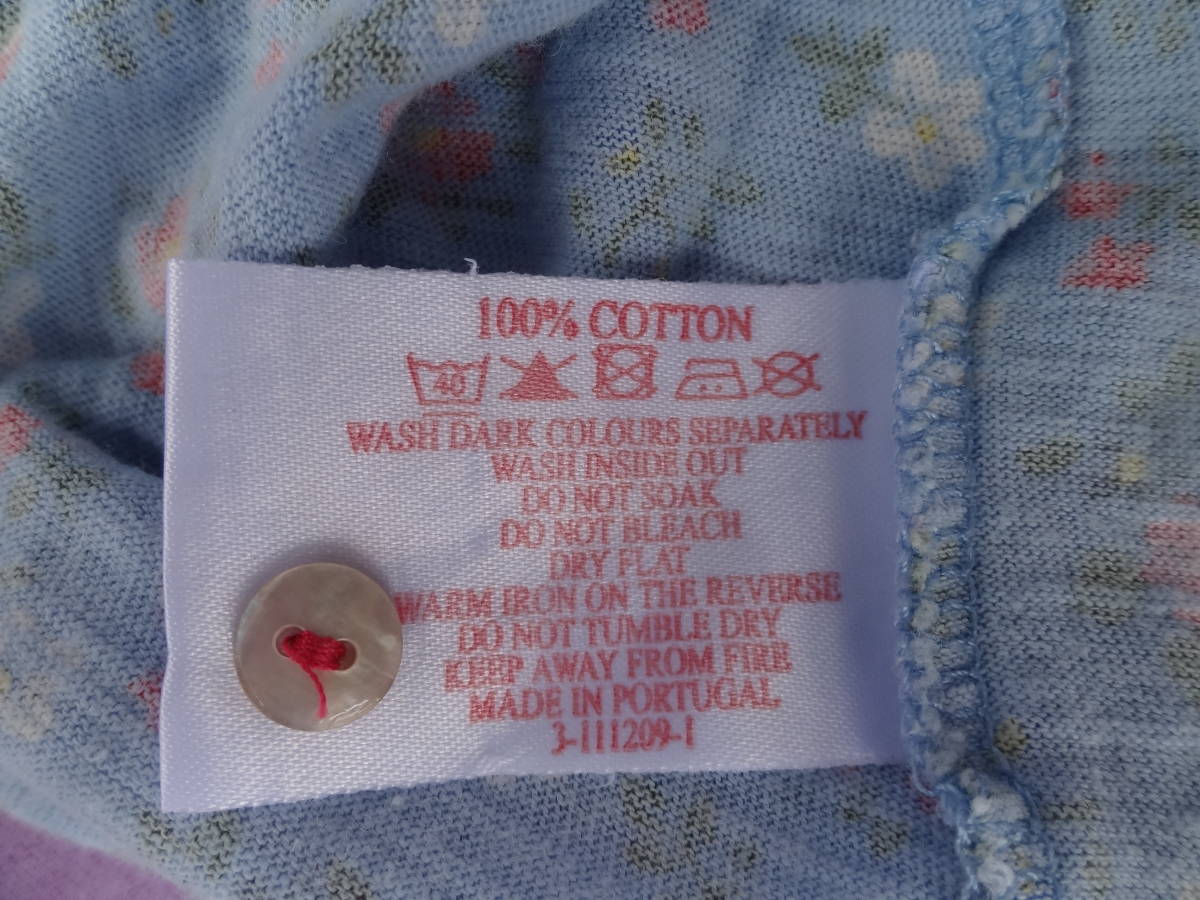 100% COTTON
40
WASH DARK COLOURS SEPARATELY
WASH INSIDE OUT
DO NOT SOAK
DO NOT BLEACH
DRY FLAT
WARM IRON ON THE REVERSE
DO NOT TUMBLE DRY
KEEP AWAY FROM FIRE
MADE IN PORTUGAL
3-111209-1